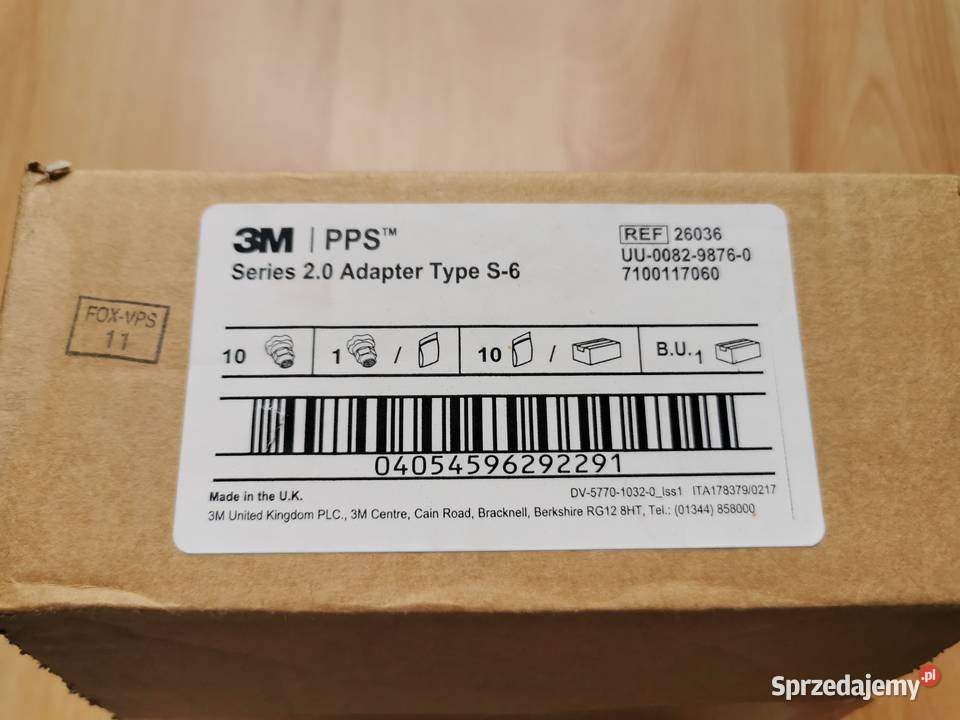 3M | PPS™
Series 2.0 Adapter Type S-6
REF 26036
UU-0082-9876-0
7100117060
FOX-VPS
11
10 1 / 10 / B.U. 1
04054596292291
Made in the U.K.
DV-5770-1032-0_Iss1 ITA178379/0217
3M United Kingdom PLC., 3M Centre, Cain Road, Bracknell, Berkshire RG12 8HT, Tel.: (01344) 858000
Sprzedajemy.pl